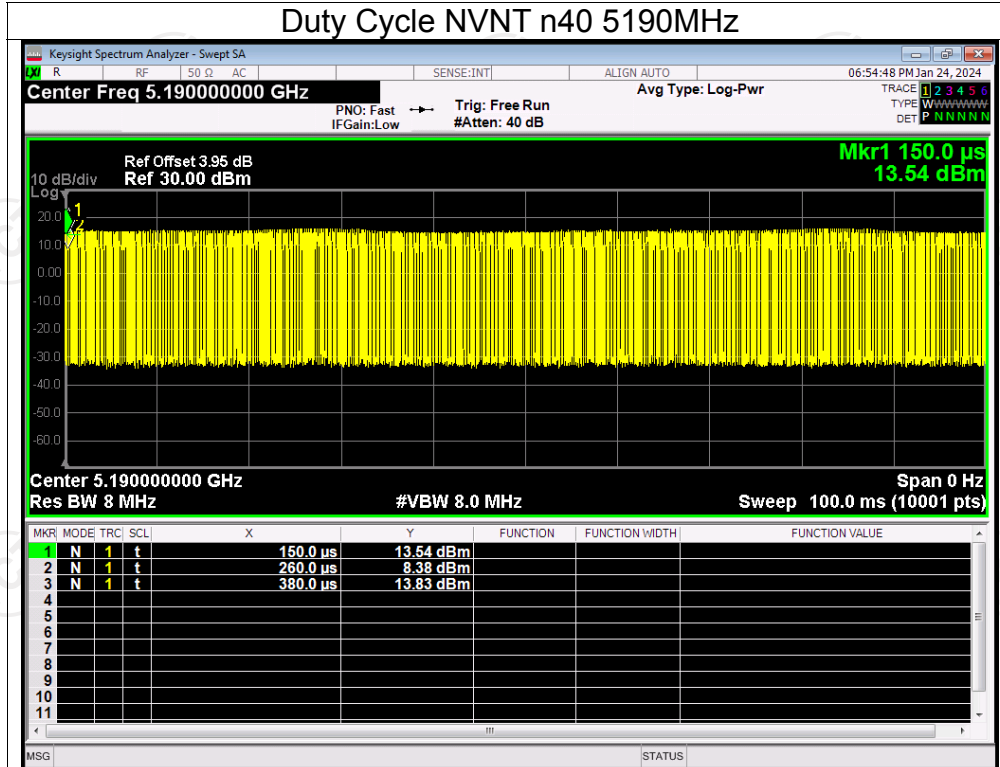 Duty Cycle NVNT n40 5190MHz
Keysight Spectrum Analyzer - Swept SA
LXI R RF 50 Ω AC SENSE:INT ALIGN AUTO 06:54:48 PM Jan 24, 2024
Center Freq 5.190000000 GHz
PNO: Fast
IFGain:Low
Trig: Free Run
#Atten: 40 dB
Avg Type: Log-Pwr
TRACE 1 2 3 4 5 6
TYPE WWWWWW
DET P N N N N N
Mkr1 150.0 µs
13.54 dBm
Ref Offset 3.95 dB
10 dB/div Ref 30.00 dBm
Log
1
20.0
2
10.0
0.00
-10.0
-20.0
-30.0
-40.0
-50.0
-60.0
Center 5.190000000 GHz Span 0 Hz
Res BW 8 MHz #VBW 8.0 MHz Sweep 100.0 ms (10001 pts)
MKR MODE TRC SCL X Y FUNCTION FUNCTION WIDTH FUNCTION VALUE
1 N 1 t 150.0 µs 13.54 dBm
2 N 1 t 260.0 µs 8.38 dBm
3 N 1 t 380.0 µs 13.83 dBm
4
5
6
7
8
9
10
11
MSG STATUS